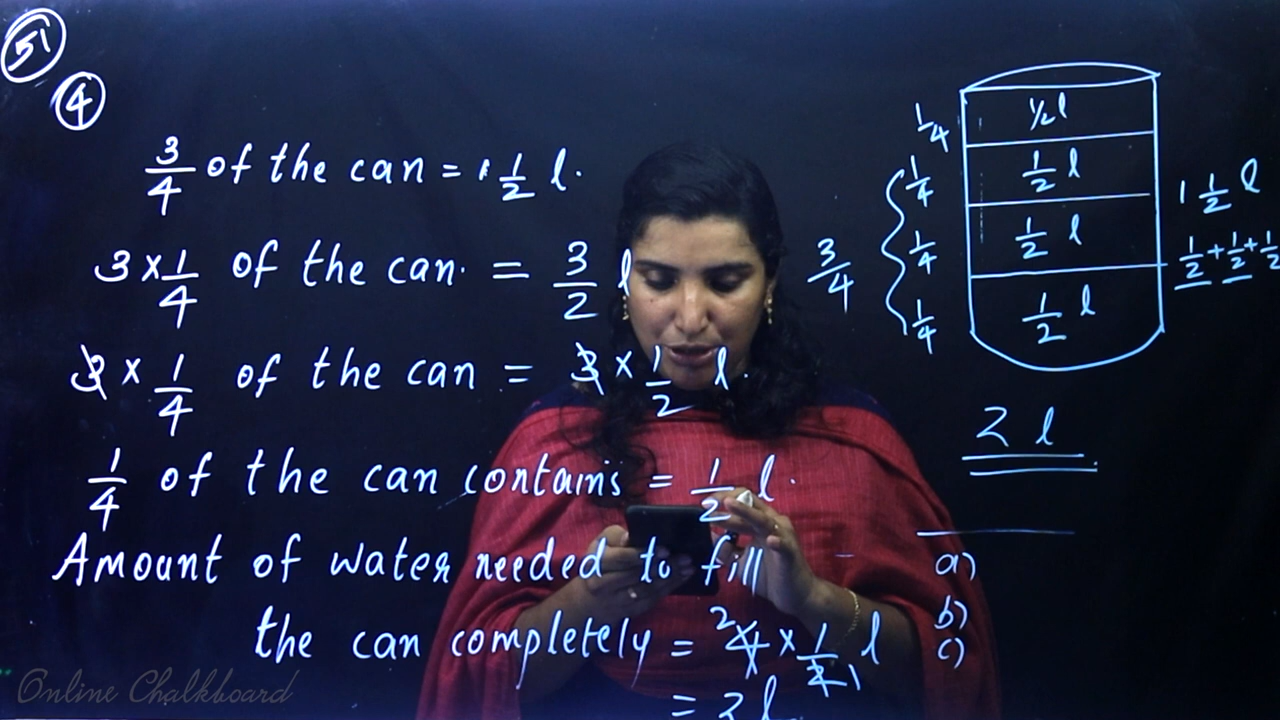 51
4
3/4 of the can = 1 1/2 l.
3 × 1/4 of the can. = 3/2 l
3 × 1/4 of the can = 3 × 1/2 l.
1/4 of the can contains = 1/2 l.
Amount of water needed to fill
the can completely = 2 4 × 1/2 1 l
= 2 l
1/4
1/2 l
1/4
1/2 l
1/4
1/2 l
1/4
1/2 l
3/4
1 1/2 l
1/2 + 1/2 + 1/2
2 l
a)
b)
c)
Online Chalkboard